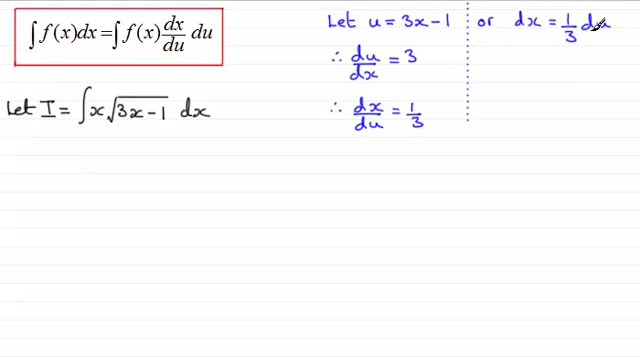 ∫ f(x)dx = ∫ f(x) dx/du du
Let I = ∫ x √(3x − 1) dx
Let u = 3x − 1
∴ du/dx = 3
∴ dx/du = 1/3
or dx = 1/3 du